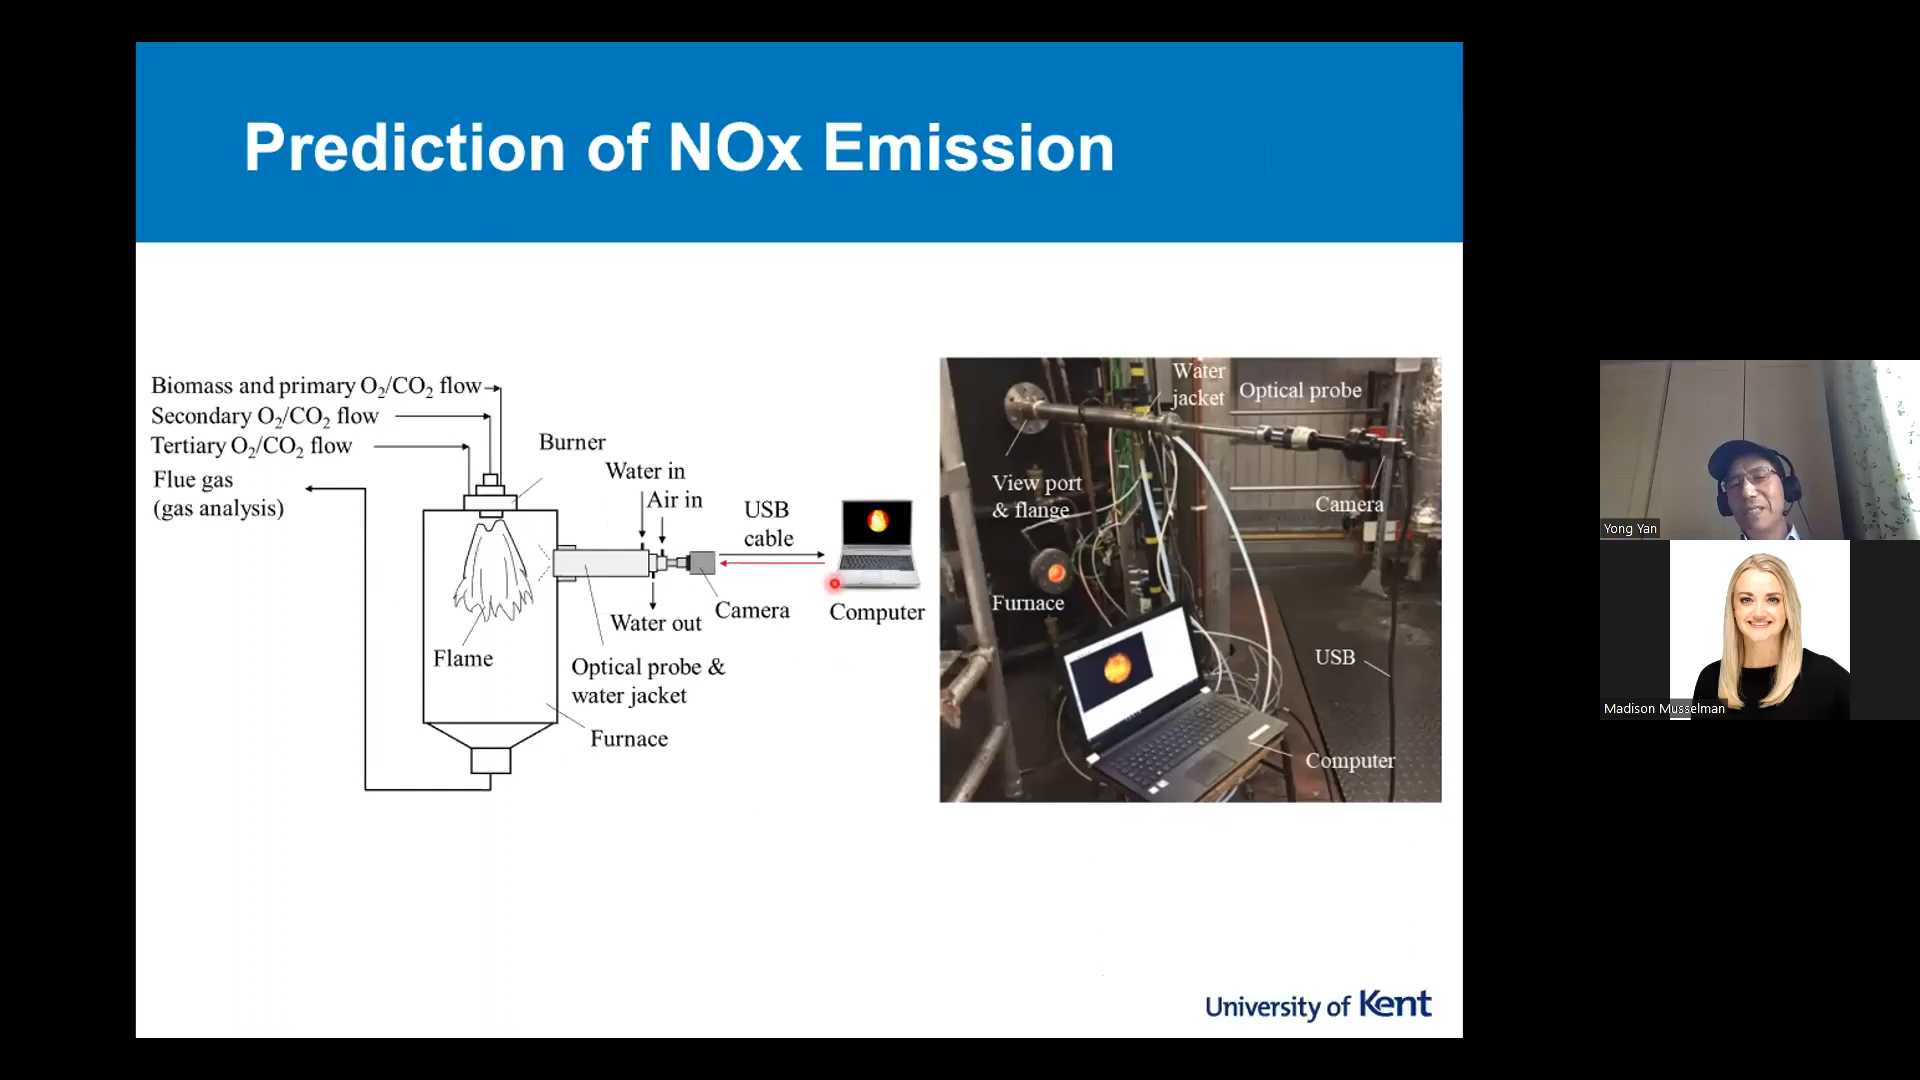 Prediction of NOx Emission
Biomass and primary O₂/CO₂ flow
Secondary O₂/CO₂ flow
Tertiary O₂/CO₂ flow
Flue gas
(gas analysis)
Burner
Water in
Air in
USB
cable
Water out
Camera
Computer
Flame
Optical probe &
water jacket
Furnace
Water
jacket
Optical probe
View port
& flange
Camera
Furnace
USB
Computer
University of Kent
Yong Yan
Madison Musselman